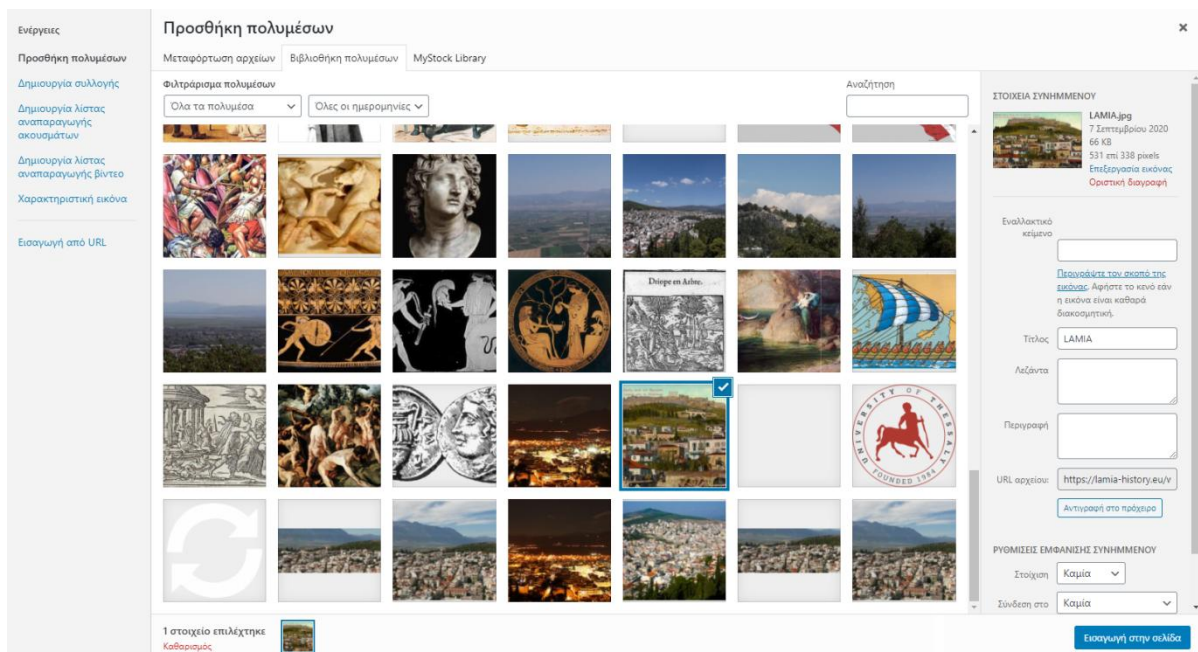 Ενέργειες
Προσθήκη πολυμέσων
Δημιουργία συλλογής
Δημιουργία λίστας
αναπαραγωγής
ακουσμάτων
Δημιουργία λίστας
αναπαραγωγής βίντεο
Χαρακτηριστική εικόνα
Εισαγωγή από URL
Προσθήκη πολυμέσων
Μεταφόρτωση αρχείων Βιβλιοθήκη πολυμέσων MyStock Library
Φιλτράρισμα πολυμέσων
Όλα τα πολυμέσα Όλες οι ημερομηνίες
Αναζήτηση
Drÿope en Arbre.
UNIVERSITY OF THESSALY
FOUNDED 1984
ΣΤΟΙΧΕΙΑ ΣΥΝΗΜΜΕΝΟΥ
LAMIA.jpg
7 Σεπτεμβρίου 2020
66 KB
531 επί 338 pixels
Επεξεργασία εικόνας
Οριστική διαγραφή
Εναλλακτικό
κείμενο
Περιγράψτε τον σκοπό της
εικόνας. Αφήστε το κενό εάν
η εικόνα είναι καθαρά
διακοσμητική.
Τίτλος LAMIA
Λεζάντα
Περιγραφή
URL αρχείου: https://lamia-history.eu/v
Αντιγραφή στο πρόχειρο
ΡΥΘΜΙΣΕΙΣ ΕΜΦΑΝΙΣΗΣ ΣΥΝΗΜΜΕΝΟΥ
Στοίχιση Καμία
Σύνδεση στο Καμία
1 στοιχείο επιλέχτηκε
Καθαρισμός
Εισαγωγή στην σελίδα